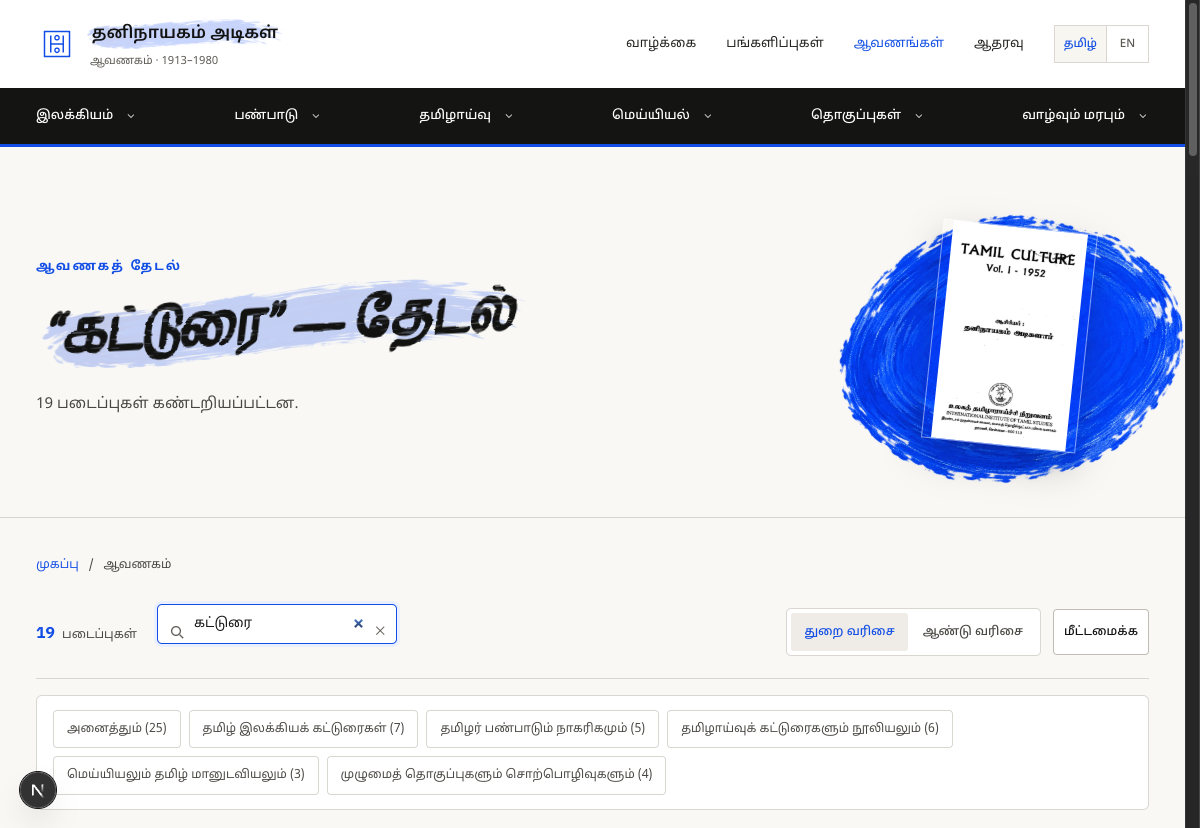 தனிநாயகம் அடிகள்
ஆவணகம் · 1913–1980
வாழ்க்கை பங்களிப்புகள் ஆவணங்கள் ஆதரவு தமிழ் EN
இலக்கியம் பண்பாடு தமிழாய்வு மெய்யியல் தொகுப்புகள் வாழ்வும் மரபும்
ஆவணகத் தேடல்
“கட்டுரை” — தேடல்
19 படைப்புகள் கண்டறியப்பட்டன.
TAMIL CULTURE
Vol. I - 1952
ஆசிரியர் :
தனிநாயகம் அடிகளார்
உலகத் தமிழாராய்ச்சி நிறுவனம்
INTERNATIONAL INSTITUTE OF TAMIL STUDIES
முகப்பு / ஆவணகம்
19 படைப்புகள் கட்டுரை துறை வரிசை ஆண்டு வரிசை மீட்டமைக்க
அனைத்தும் (25) தமிழ் இலக்கியக் கட்டுரைகள் (7) தமிழர் பண்பாடும் நாகரிகமும் (5) தமிழாய்வுக் கட்டுரைகளும் நூலியலும் (6)
மெய்யியலும் தமிழ் மானுடவியலும் (3) முழுமைத் தொகுப்புகளும் சொற்பொழிவுகளும் (4)
N